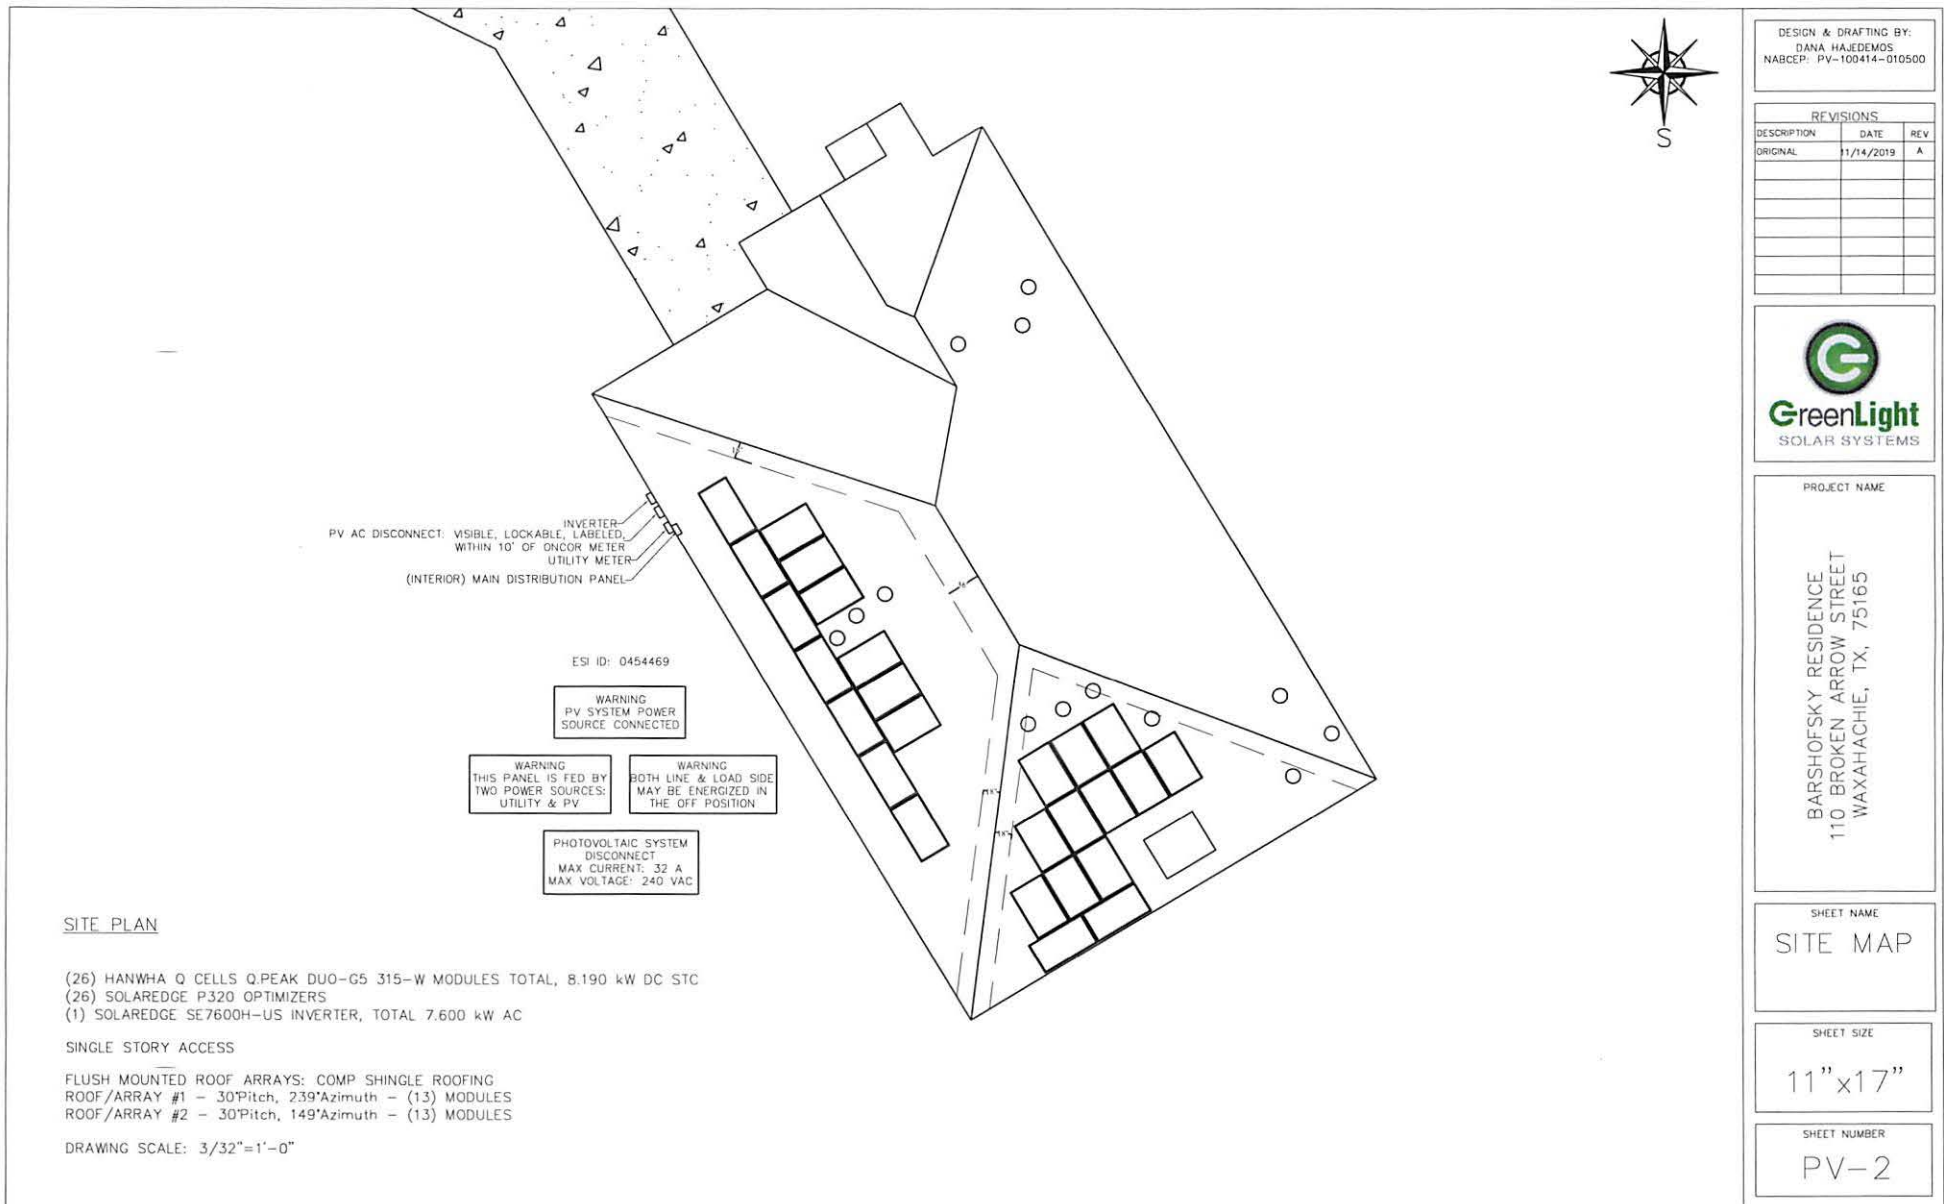 S
DESIGN & DRAFTING BY:
DANA HAJEDEMOS
NABCEP: PV-100414-010500
REVISIONS
DESCRIPTION DATE REV
ORIGINAL 11/14/2019 A
GreenLight
SOLAR SYSTEMS
PROJECT NAME
BARSHOFSKY RESIDENCE
110 BROKEN ARROW STREET
WAXAHACHIE, TX, 75165
SHEET NAME
SITE MAP
SHEET SIZE
11"x17"
SHEET NUMBER
PV-2
INVERTER
PV AC DISCONNECT: VISIBLE, LOCKABLE, LABELED,
WITHIN 10' OF ONCOR METER
UTILITY METER
(INTERIOR) MAIN DISTRIBUTION PANEL
ESI ID: 0454469
WARNING
PV SYSTEM POWER
SOURCE CONNECTED
WARNING
THIS PANEL IS FED BY
TWO POWER SOURCES:
UTILITY & PV
WARNING
BOTH LINE & LOAD SIDE
MAY BE ENERGIZED IN
THE OFF POSITION
PHOTOVOLTAIC SYSTEM
DISCONNECT
MAX CURRENT: 32 A
MAX VOLTAGE: 240 VAC
SITE PLAN
(26) HANWHA Q CELLS Q.PEAK DUO-G5 315-W MODULES TOTAL, 8.190 kW DC STC
(26) SOLAREDGE P320 OPTIMIZERS
(1) SOLAREDGE SE7600H-US INVERTER, TOTAL 7.600 kW AC
SINGLE STORY ACCESS
FLUSH MOUNTED ROOF ARRAYS: COMP SHINGLE ROOFING
ROOF/ARRAY #1 - 30°Pitch, 239°Azimuth - (13) MODULES
ROOF/ARRAY #2 - 30°Pitch, 149°Azimuth - (13) MODULES
DRAWING SCALE: 3/32"=1'-0"